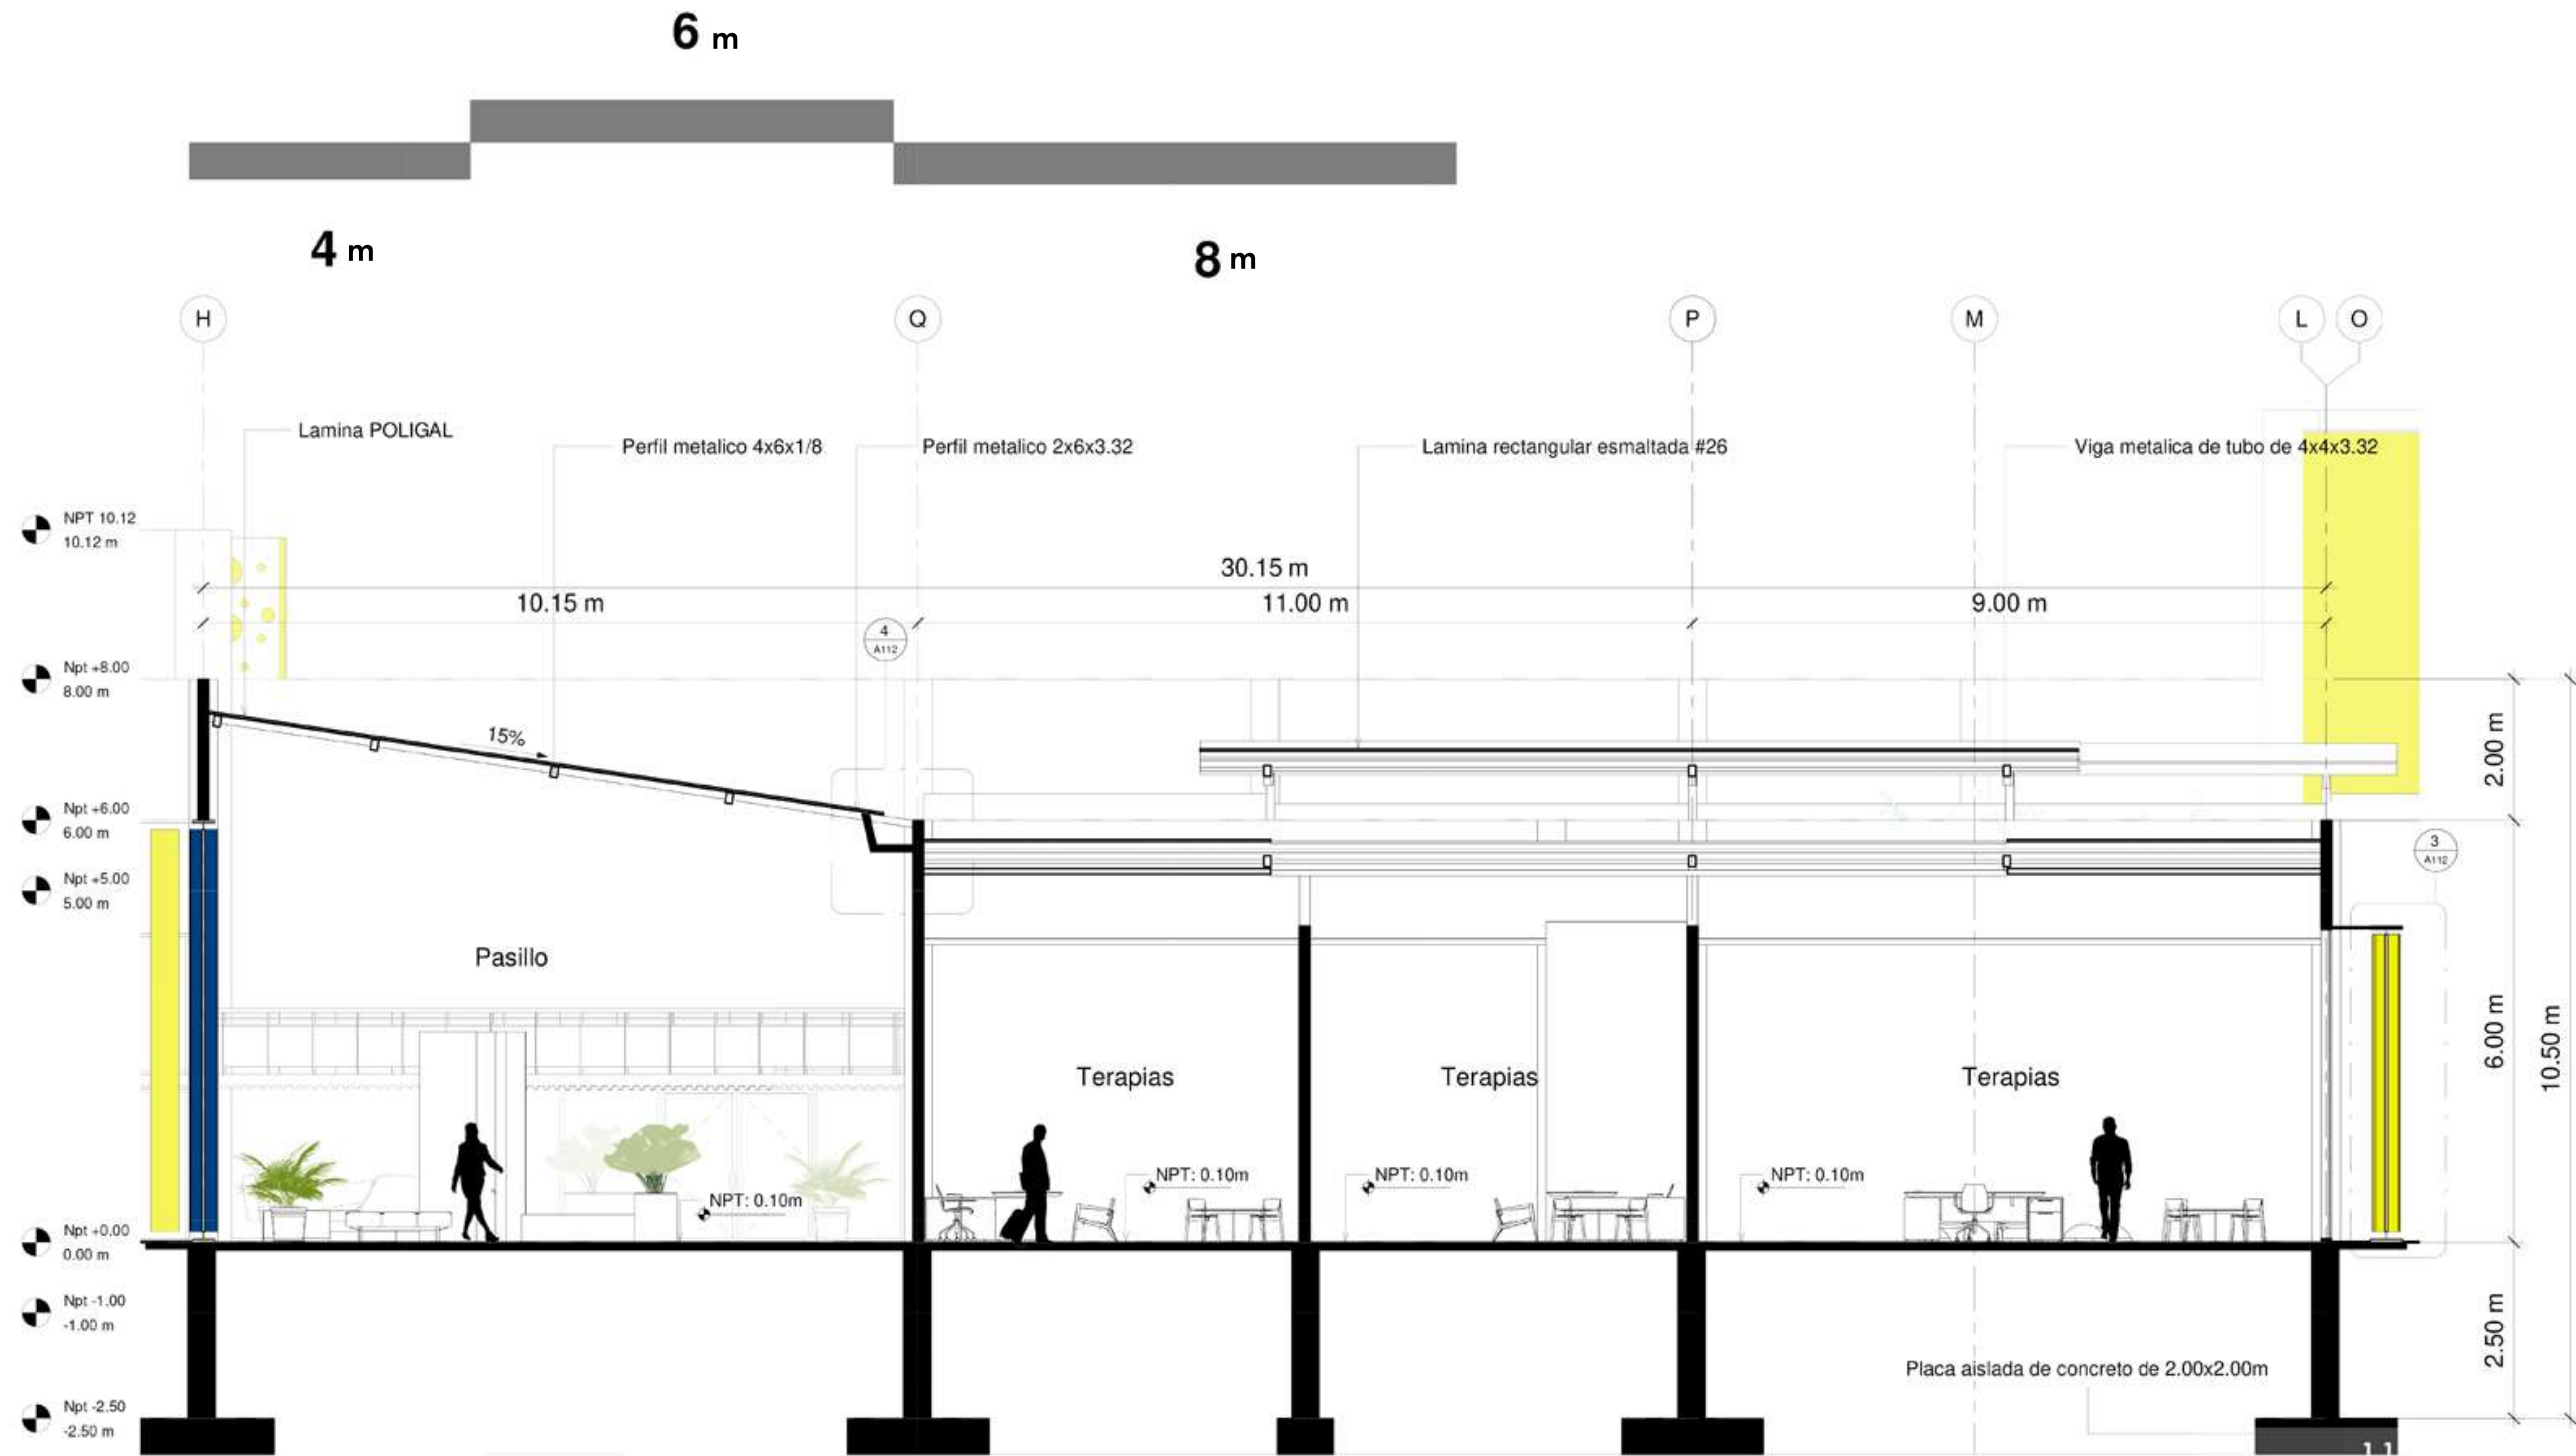 6 m
4 m
8 m
H
Q
P
M
L
O
Lamina POLIGAL
Perfil metalico 4x6x1/8
Perfil metalico 2x6x3.32
Lamina rectangular esmaltada #26
Viga metalica de tubo de 4x4x3.32
NPT 10.12
10.12 m
30.15 m
10.15 m
11.00 m
9.00 m
4
A112
Npt +8.00
8.00 m
15%
2.00 m
Npt +6.00
6.00 m
3
A112
Npt +5.00
5.00 m
Pasillo
6.00 m
10.50 m
Terapias
Terapias
Terapias
NPT: 0.10m
NPT: 0.10m
NPT: 0.10m
NPT: 0.10m
Npt +0.00
0.00 m
Npt -1.00
-1.00 m
2.50 m
Placa aislada de concreto de 2.00x2.00m
Npt -2.50
-2.50 m